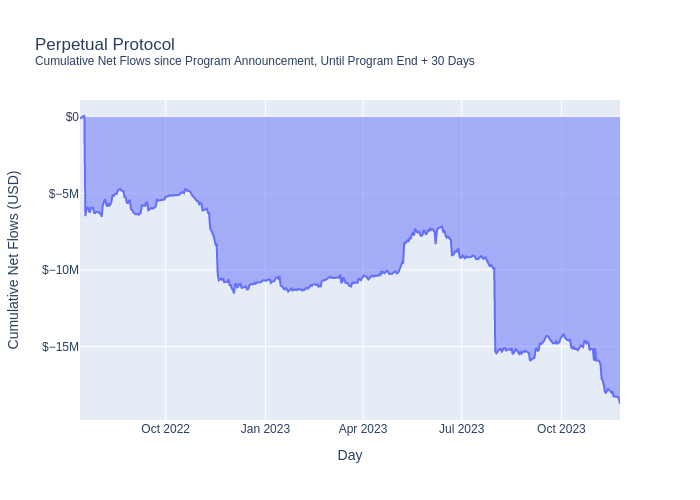 Perpetual Protocol
Cumulative Net Flows since Program Announcement, Until Program End + 30 Days
Cumulative Net Flows (USD)
$0
$−5M
$−10M
$−15M
Oct 2022
Jan 2023
Apr 2023
Jul 2023
Oct 2023
Day